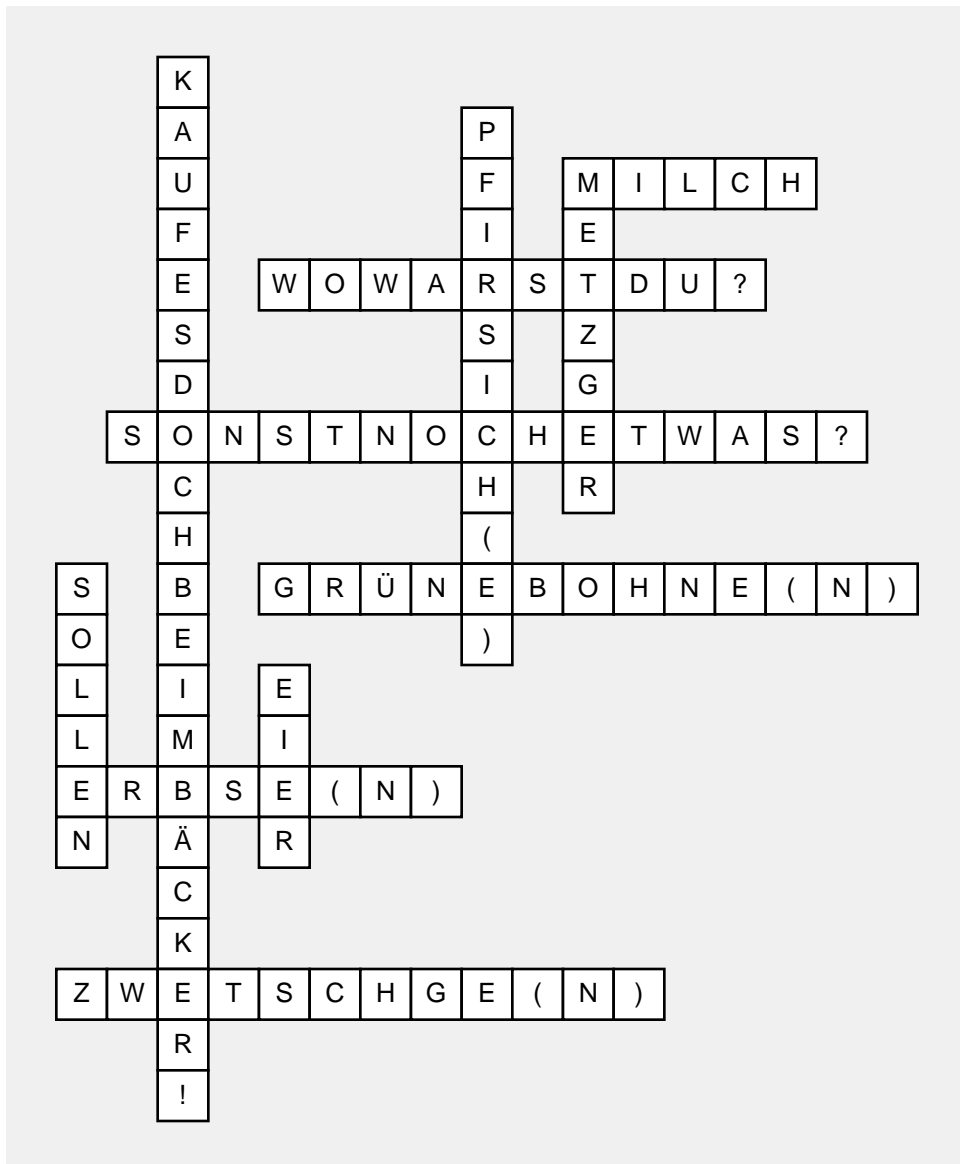 KAUFESDOCHBEIMBÄCKER!
PFIRSICH(E)
MILCH
METZGER
WOWARSTDU?
SONSTNOCHETWAS?
SOLLEN
GRÜNEBOHNE(N)
EIER
ERBSE(N)
ZWETSCHGE(N)